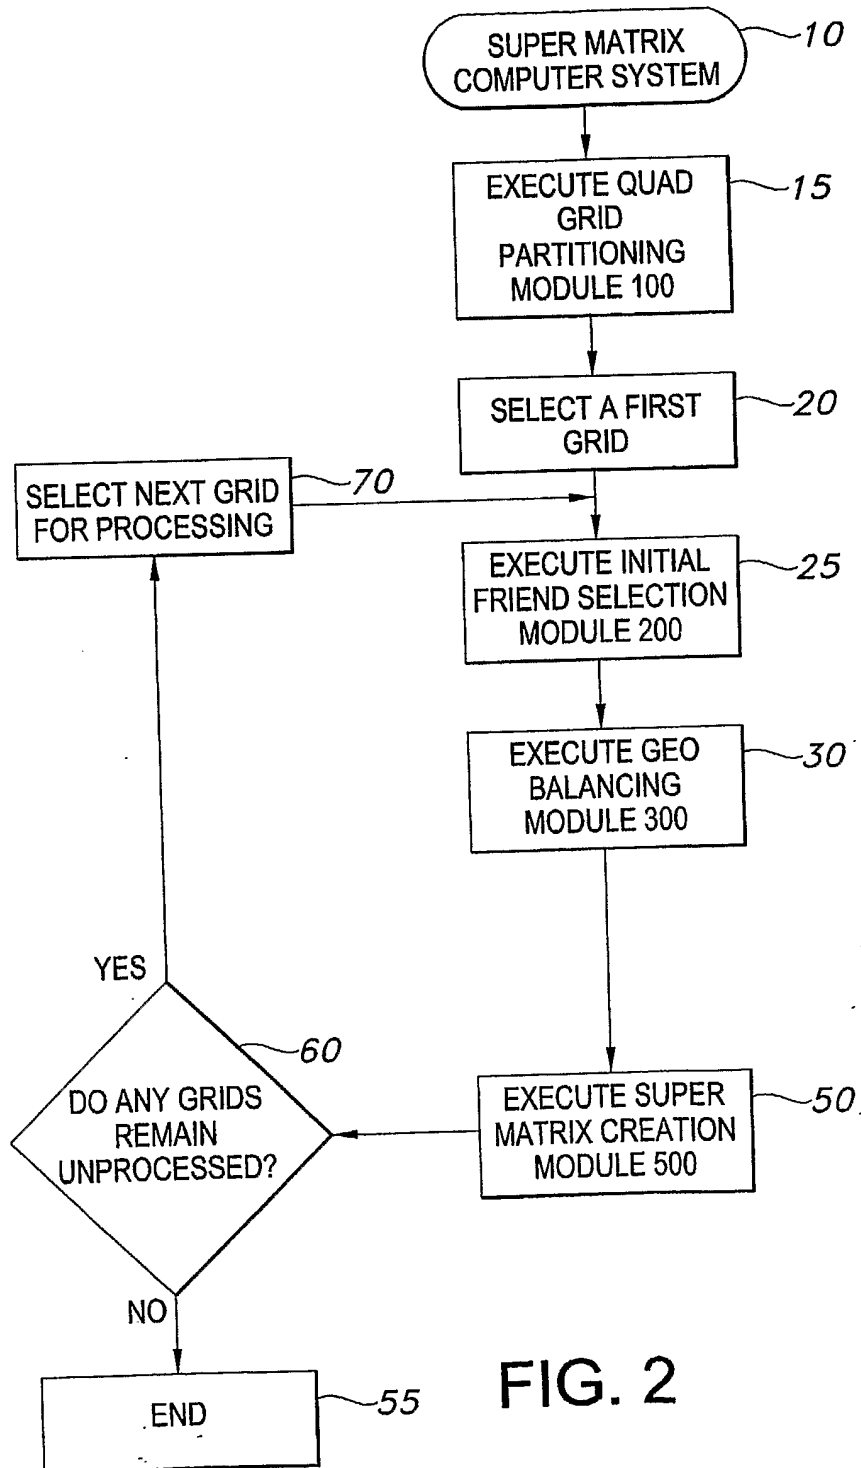 SUPER MATRIX
COMPUTER SYSTEM
10
EXECUTE QUAD
GRID
PARTITIONING
MODULE 100
15
SELECT A FIRST
GRID
20
SELECT NEXT GRID
FOR PROCESSING
70
EXECUTE INITIAL
FRIEND SELECTION
MODULE 200
25
EXECUTE GEO
BALANCING
MODULE 300
30
YES
60
DO ANY GRIDS
REMAIN
UNPROCESSED?
EXECUTE SUPER
MATRIX CREATION
MODULE 500
50
NO
END
55
FIG. 2